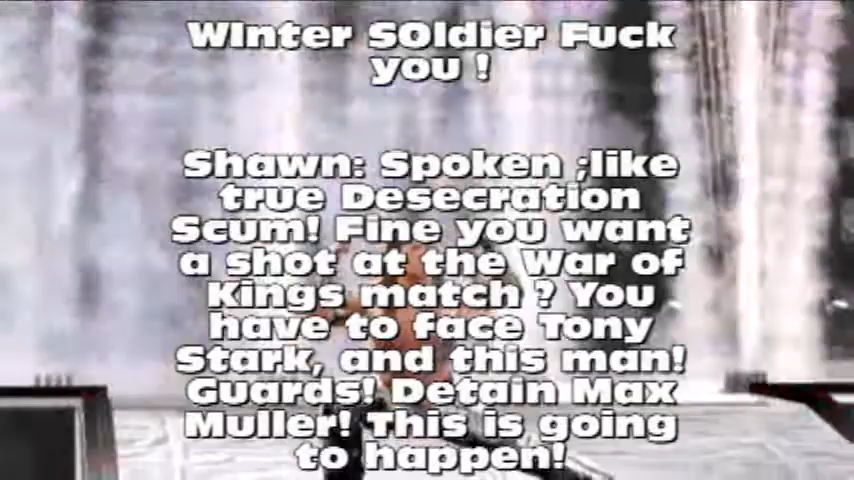 WInter SOldier Fuck
you !
Shawn: Spoken ;like
true Desecration
Scum! Fine you want
a shot at the War of
Kings match ? You
have to face Tony
Stark, and this man!
Guards! Detain Max
Muller! This is going
to happen!